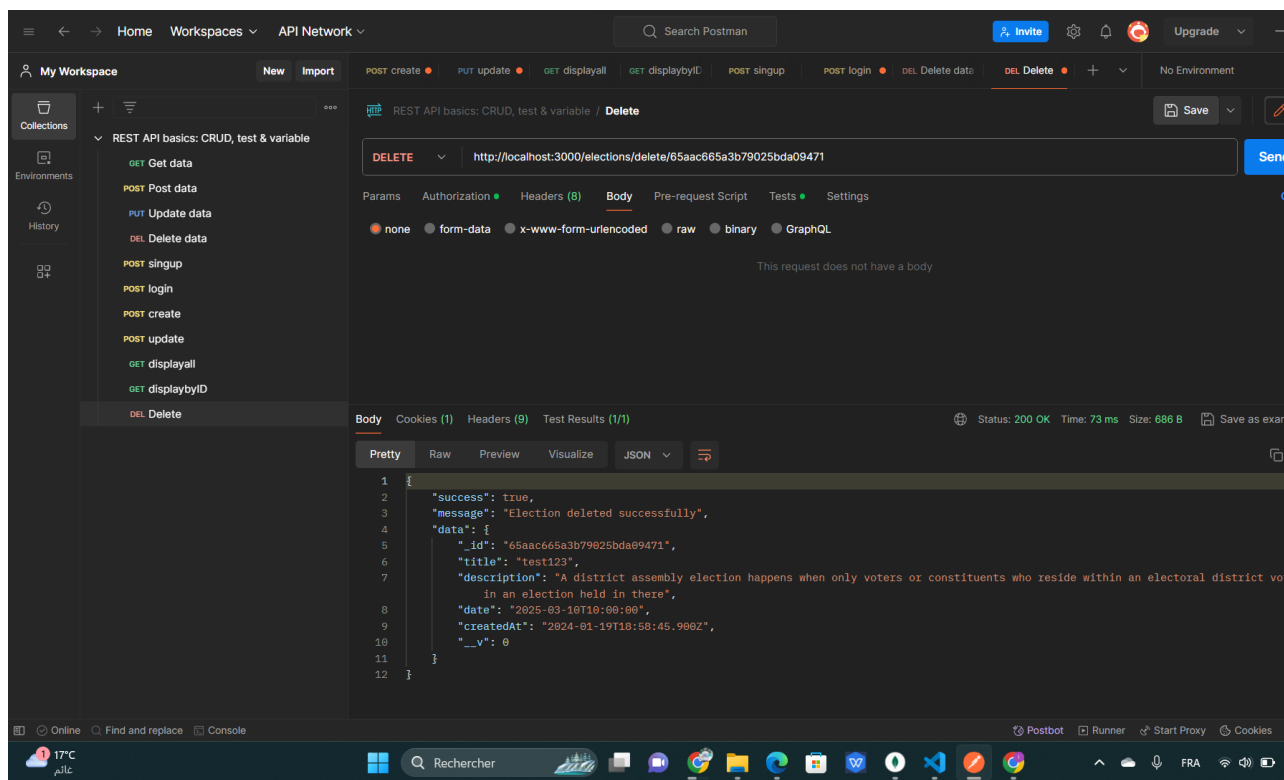 Home Workspaces API Network Search Postman Invite Upgrade
My Workspace New Import POST create PUT update GET displayall GET displaybyID POST singup POST login DEL Delete data DEL Delete No Environment
Collections
Environments
History
REST API basics: CRUD, test & variable
GET Get data
POST Post data
PUT Update data
DEL Delete data
POST singup
POST login
POST create
POST update
GET displayall
GET displaybyID
DEL Delete
HTTP REST API basics: CRUD, test & variable / Delete Save
DELETE http://localhost:3000/elections/delete/65aac665a3b79025bda09471 Sen
Params Authorization Headers (8) Body Pre-request Script Tests Settings
none form-data x-www-form-urlencoded raw binary GraphQL
This request does not have a body
Body Cookies (1) Headers (9) Test Results (1/1) Status: 200 OK Time: 73 ms Size: 686 B Save as exar
Pretty Raw Preview Visualize JSON
1 {
2 "success": true,
3 "message": "Election deleted successfully",
4 "data": {
5 "_id": "65aac665a3b79025bda09471",
6 "title": "test123",
7 "description": "A district assembly election happens when only voters or constituents who reside within an electoral district vo
in an election held in there",
8 "date": "2025-03-10T10:00:00",
9 "createdAt": "2024-01-19T18:58:45.900Z",
10 "__v": 0
11 }
12 }
Online Find and replace Console Postbot Runner Start Proxy Cookies
1 17°C
غائم
Rechercher FRA